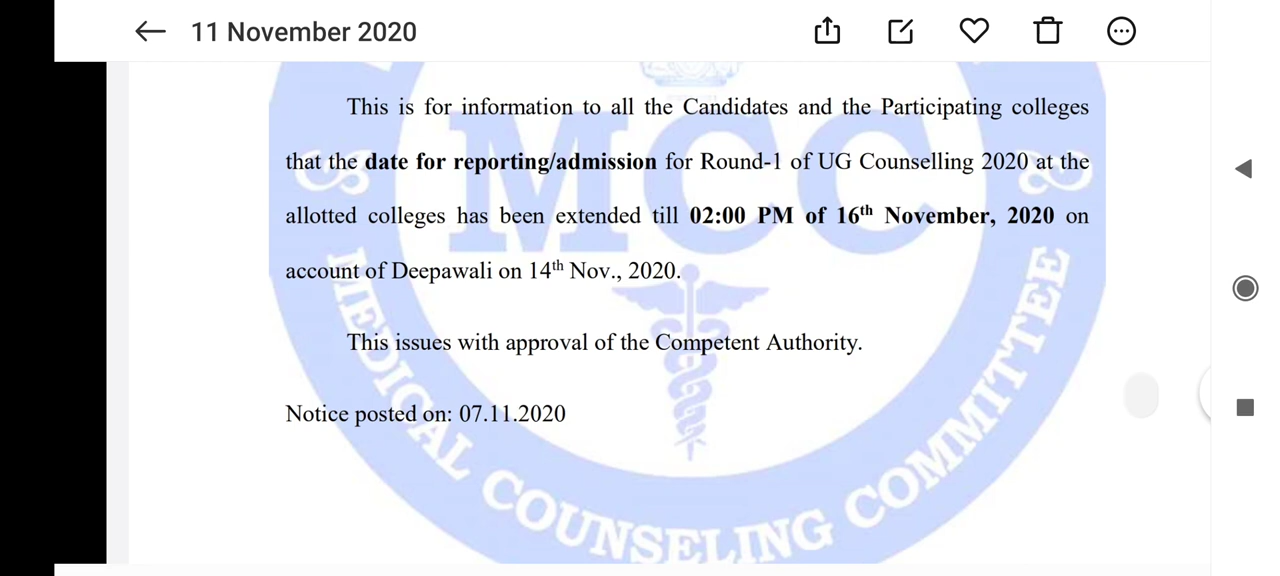 11 November 2020
This is for information to all the Candidates and the Participating colleges
that the date for reporting/admission for Round-1 of UG Counselling 2020 at the
allotted colleges has been extended till 02:00 PM of 16th November, 2020 on
account of Deepawali on 14th Nov., 2020.
This issues with approval of the Competent Authority.
Notice posted on: 07.11.2020
MCC
MEDICAL COUNSELING COMMITTEE